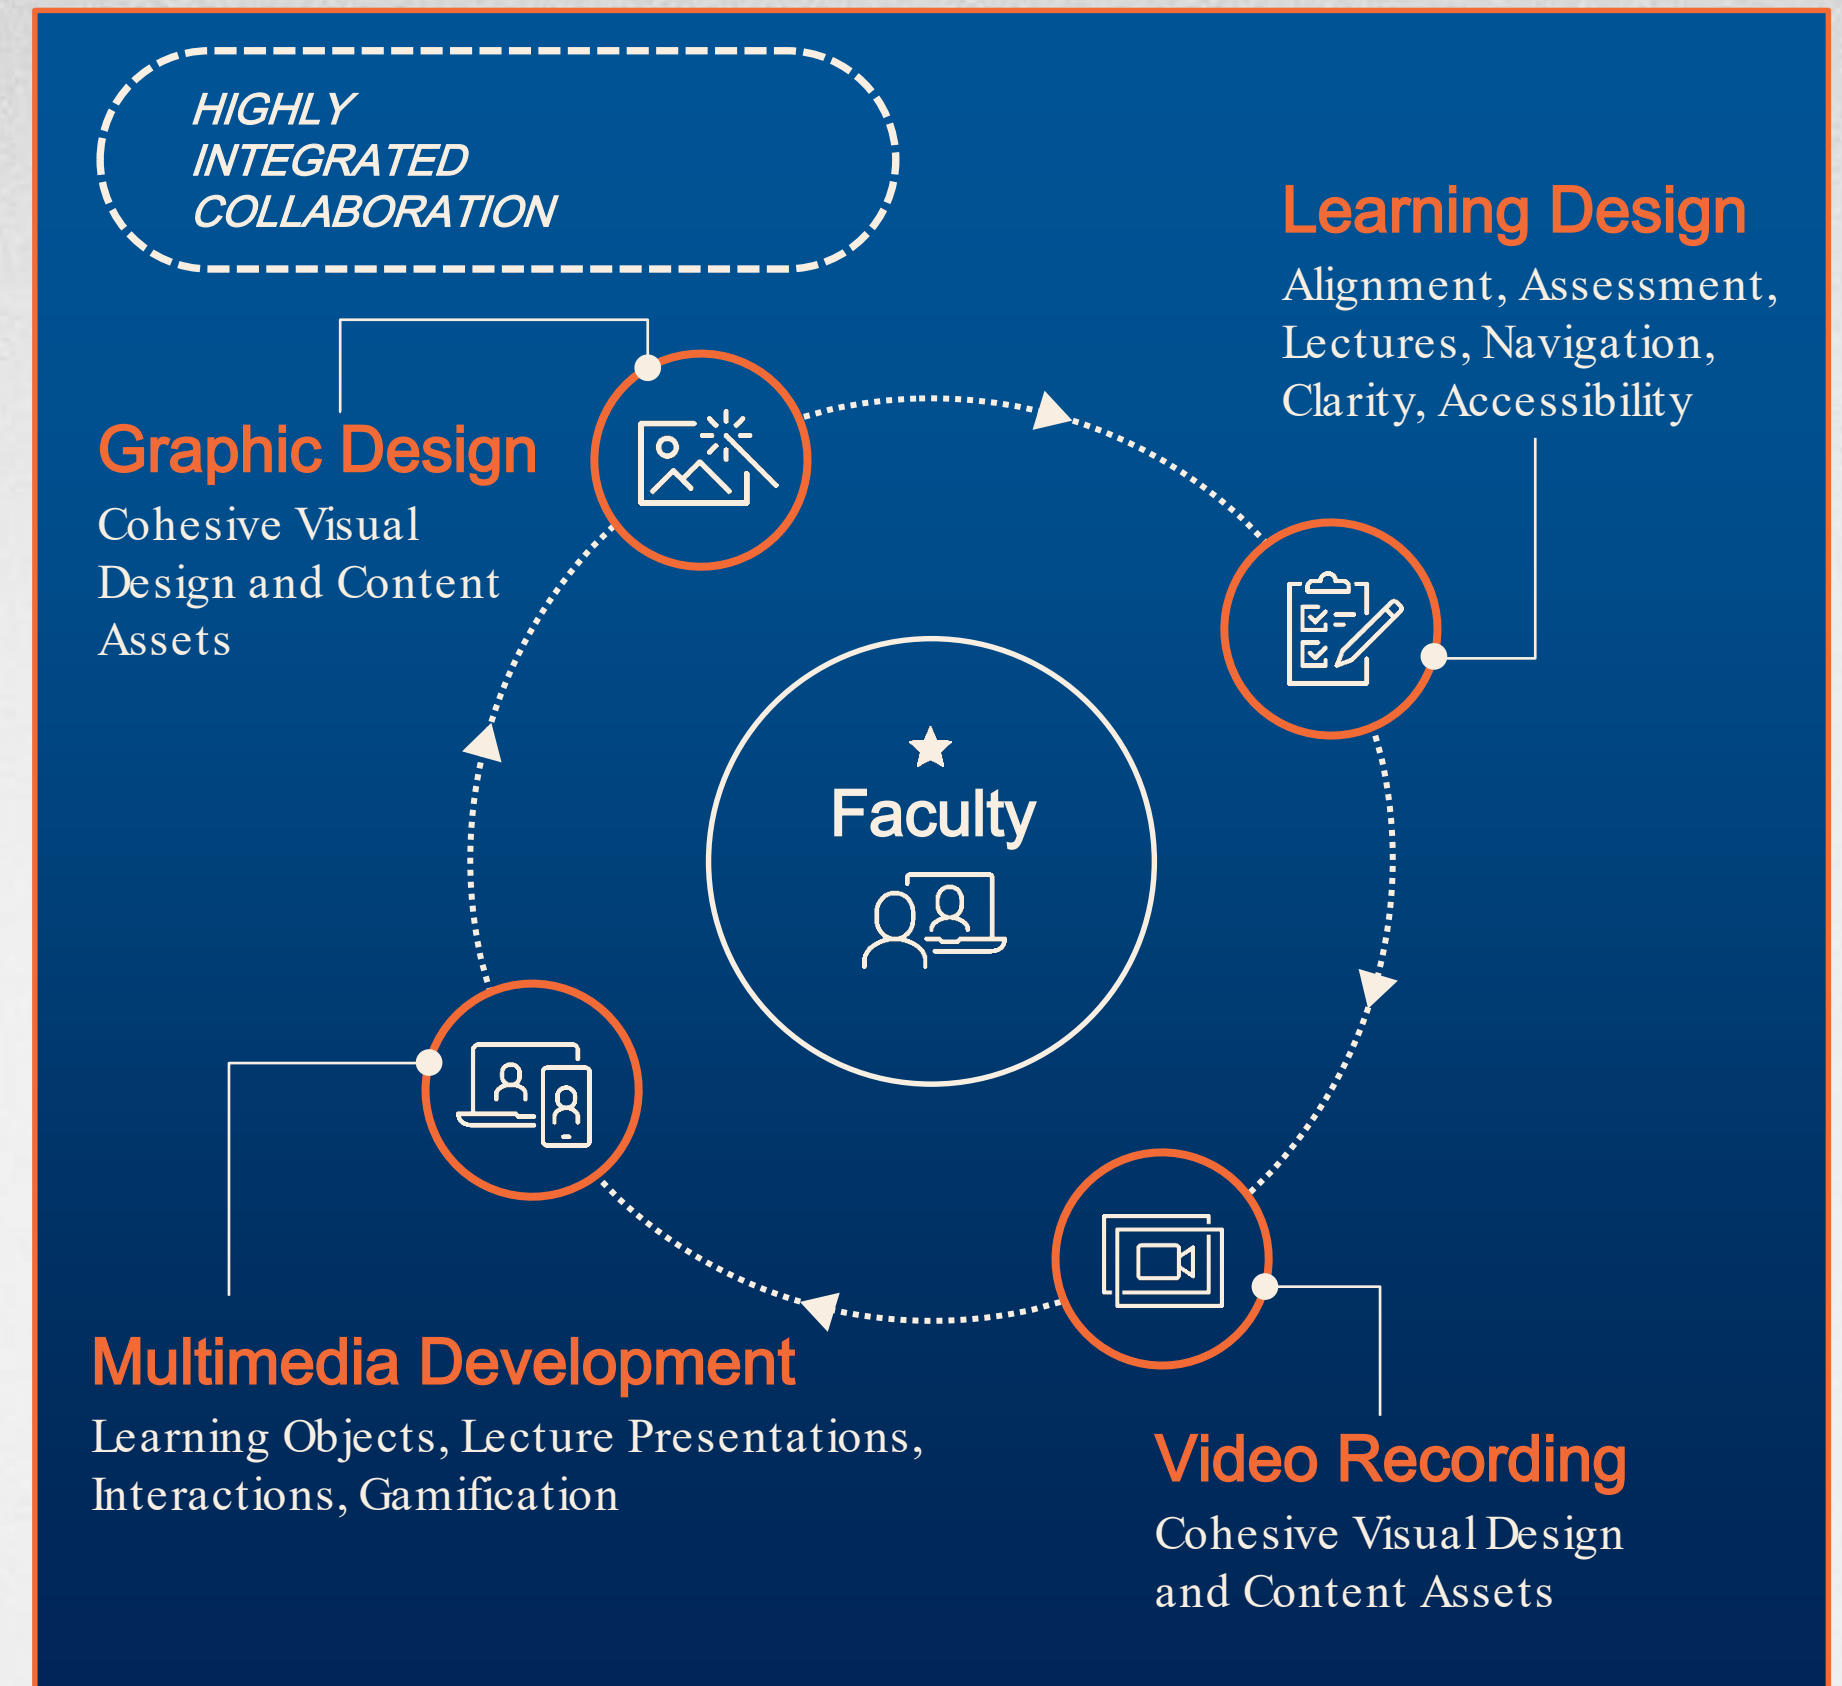 HIGHLY
INTEGRATED
COLLABORATION
Learning Design
Alignment, Assessment,
Lectures, Navigation,
Clarity, Accessibility
Graphic Design
Cohesive Visual
Design and Content
Assets
Faculty
Multimedia Development
Learning Objects, Lecture Presentations,
Interactions, Gamification
Video Recording
Cohesive Visual Design
and Content Assets